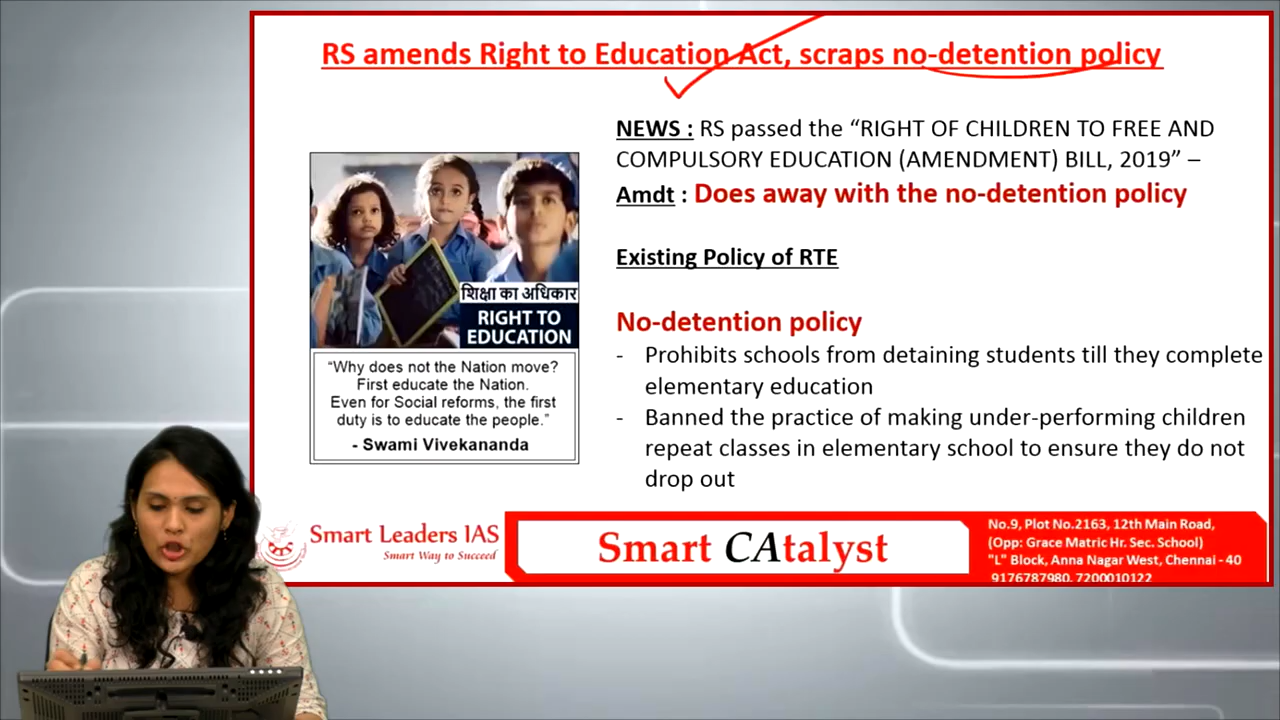 RS amends Right to Education Act, scraps no-detention policy
NEWS : RS passed the “RIGHT OF CHILDREN TO FREE AND
COMPULSORY EDUCATION (AMENDMENT) BILL, 2019” –
Amdt : Does away with the no-detention policy
Existing Policy of RTE
No-detention policy
- Prohibits schools from detaining students till they complete
elementary education
- Banned the practice of making under-performing children
repeat classes in elementary school to ensure they do not
drop out
शिक्षा का अधिकार
RIGHT TO
EDUCATION
“Why does not the Nation move?
First educate the Nation.
Even for Social reforms, the first
duty is to educate the people.”
- Swami Vivekananda
Smart Leaders IAS
Smart Way to Succeed
Smart CAtalyst
No.9, Plot No.2163, 12th Main Road,
(Opp: Grace Matric Hr. Sec. School)
"L" Block, Anna Nagar West, Chennai - 40
9176787980, 7200010122